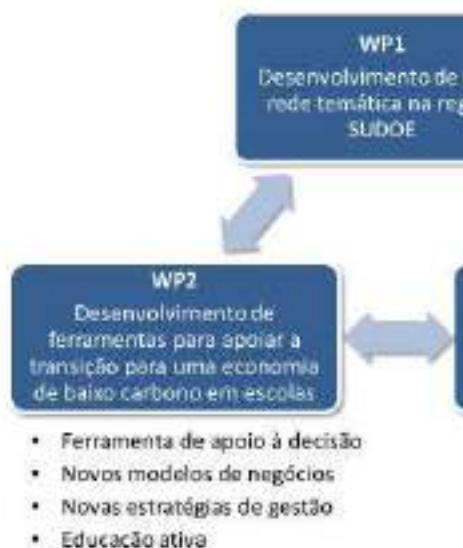 WP1
Desenvolvimento de
rede temática na
SUDOE
WP2
Desenvolvimento de
ferramentas para apoiar a
transição para uma economia
de baixo carbono em escolas
• Ferramenta de apoio à decisão
• Novos modelos de negócios
• Novas estratégias de gestão
• Educação ativa